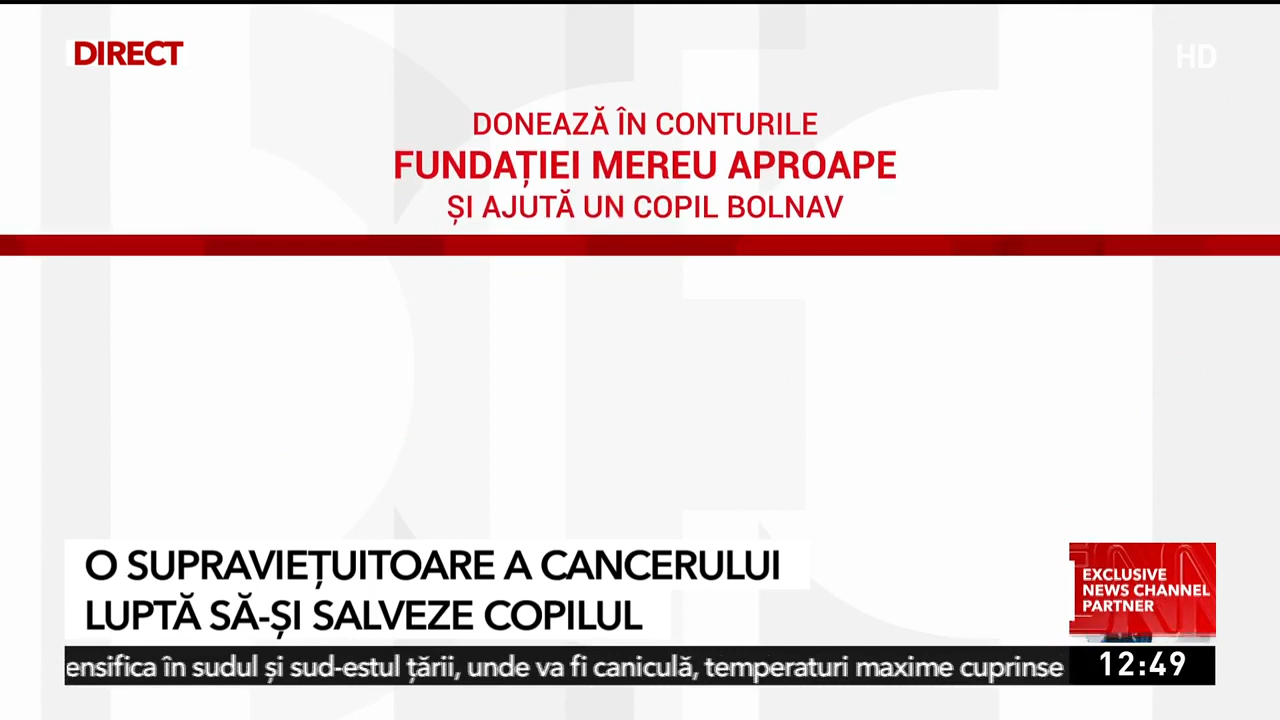 DIRECT
HD
DONEAZĂ ÎN CONTURILE
FUNDAȚIEI MEREU APROAPE
ȘI AJUTĂ UN COPIL BOLNAV
O SUPRAVIEȚUITOARE A CANCERULUI
LUPTĂ SĂ-ȘI SALVEZE COPILUL
EXCLUSIVE
NEWS CHANNEL
PARTNER
ensifica în sudul și sud-estul țării, unde va fi caniculă, temperaturi maxime cuprinse
12:49